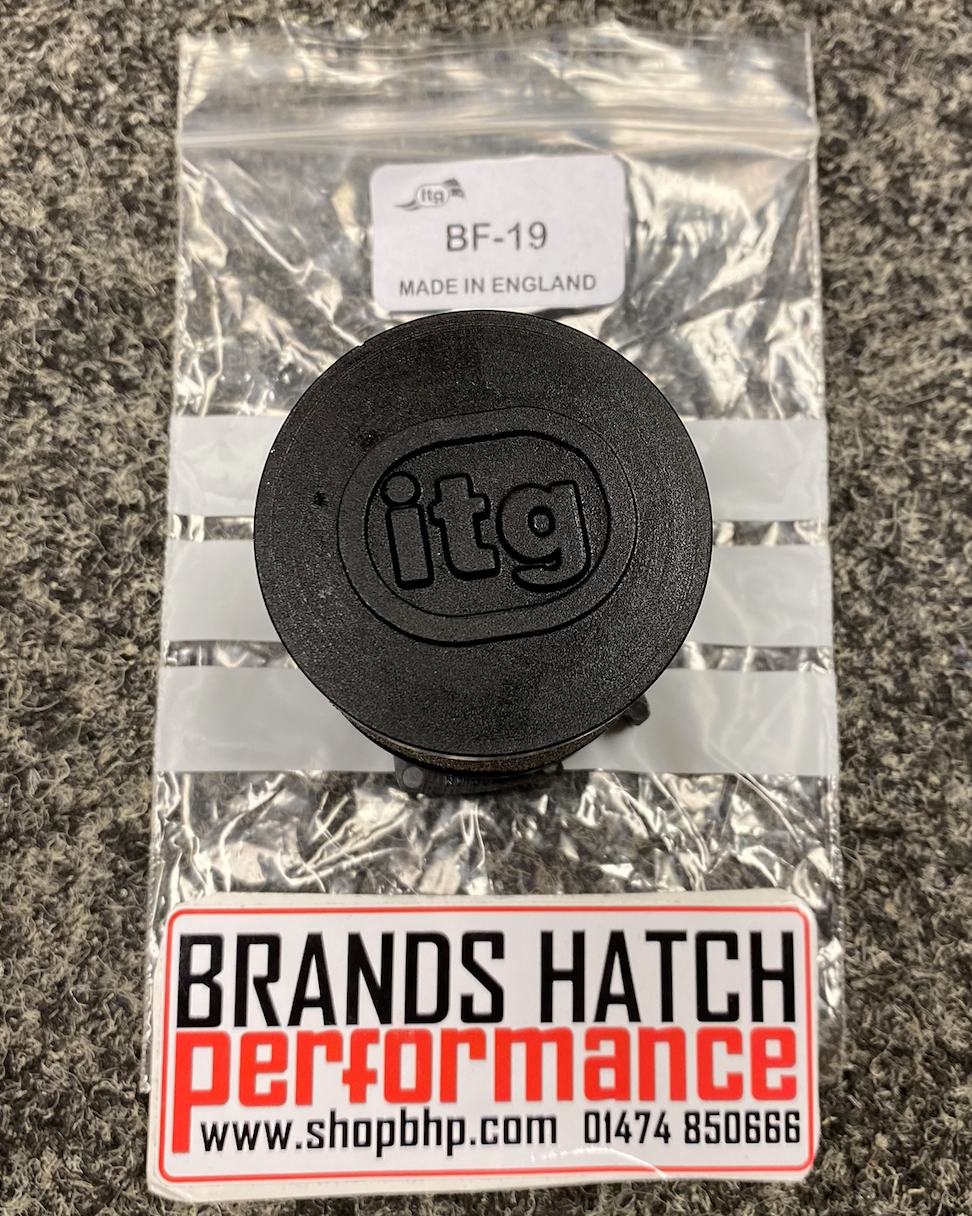 itg
BF-19
MADE IN ENGLAND
itg
BRANDS HATCH
performance
www.shopbhp.com 01474 850666